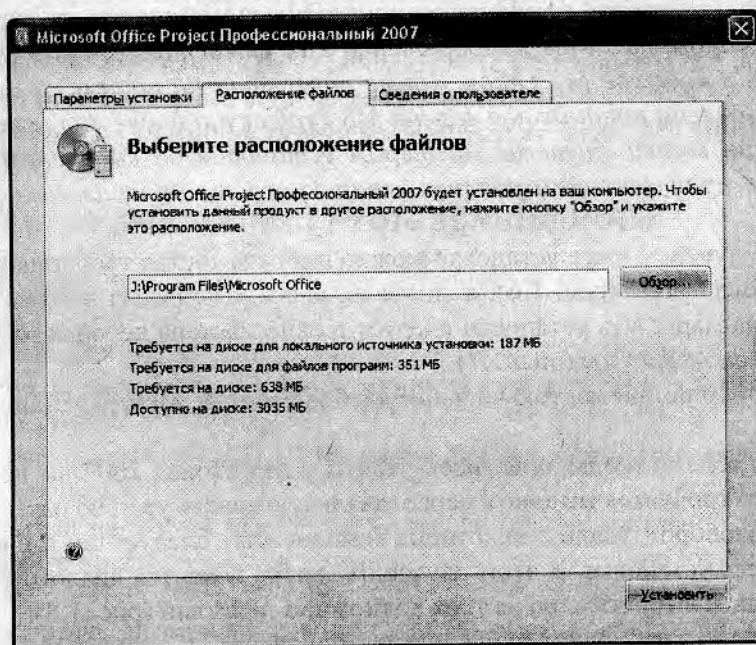 Microsoft Office Project Профессиональный 2007
Параметры установки
Расположение файлов
Сведения о пользователе
Выберите расположение файлов
Microsoft Office Project Профессиональный 2007 будет установлен на ваш компьютер. Чтобы
установить данный продукт в другое расположение, нажмите кнопку "Обзор" и укажите
это расположение.
J:\Program Files\Microsoft Office
Обзор...
Требуется на диске для локального источника установки: 187 МБ
Требуется на диске для файлов программ: 351 МБ
Требуется на диске: 638 МБ
Доступно на диске: 3035 МБ
Установить